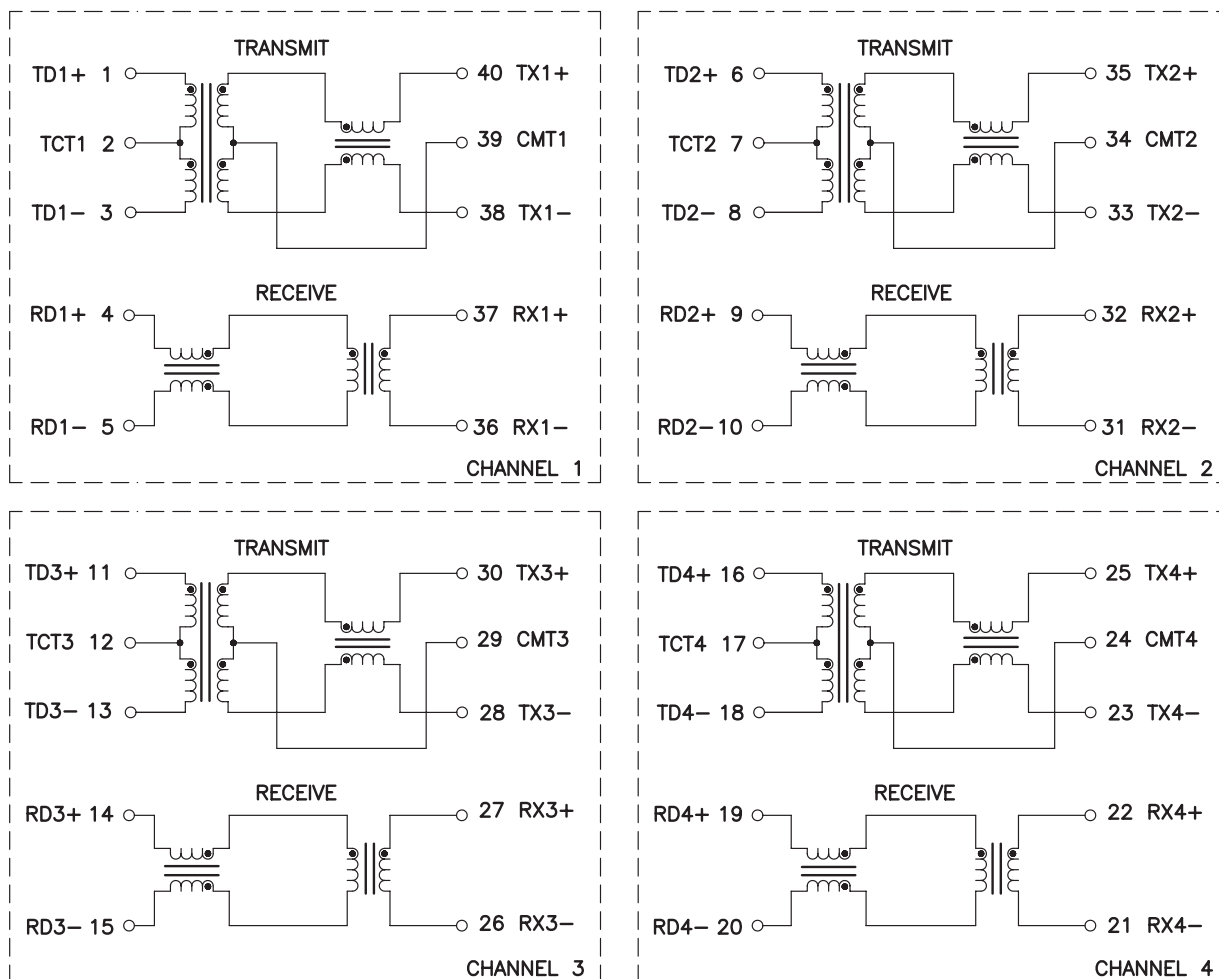 TRANSMIT
TD1+ 1
40 TX1+
TCT1 2
39 CMT1
TD1- 3
38 TX1-
RECEIVE
RD1+ 4
37 RX1+
RD1- 5
36 RX1-
CHANNEL 1
TRANSMIT
TD2+ 6
35 TX2+
TCT2 7
34 CMT2
TD2- 8
33 TX2-
RECEIVE
RD2+ 9
32 RX2+
RD2- 10
31 RX2-
CHANNEL 2
TRANSMIT
TD3+ 11
30 TX3+
TCT3 12
29 CMT3
TD3- 13
28 TX3-
RECEIVE
RD3+ 14
27 RX3+
RD3- 15
26 RX3-
CHANNEL 3
TRANSMIT
TD4+ 16
25 TX4+
TCT4 17
24 CMT4
TD4- 18
23 TX4-
RECEIVE
RD4+ 19
22 RX4+
RD4- 20
21 RX4-
CHANNEL 4